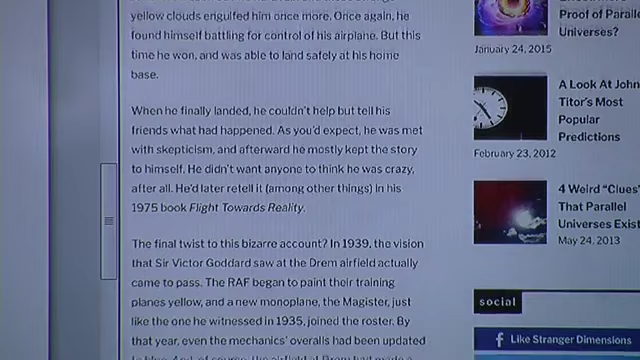 yellow clouds engulfed him once more. Once again, he
found himself battling for control of his airplane. But this
time he won, and was able to land safely at his home
base.
When he finally landed, he couldn't help but tell his
friends what had happened. As you'd expect, he was met
with skepticism, and afterward he mostly kept the story
to himself. He didn't want anyone to think he was crazy,
after all. He'd later retell it (among other things) in his
1975 book Flight Towards Reality.
The final twist to this bizarre account? In 1939, the vision
that Sir Victor Goddard saw at the Drem airfield actually
came to pass. The RAF began to paint their training
planes yellow, and a new monoplane, the Magister, just
like the one he witnessed in 1935, joined the roster. By
that year, even the mechanics' overalls had been updated
Proof of Paralle
Universes?
January 24, 2015
A Look At John
Titor's Most
Popular
Predictions
February 23, 2012
4 Weird “Clues”
That Parallel
Universes Exist
May 24, 2013
social
f Like Stranger Dimensions